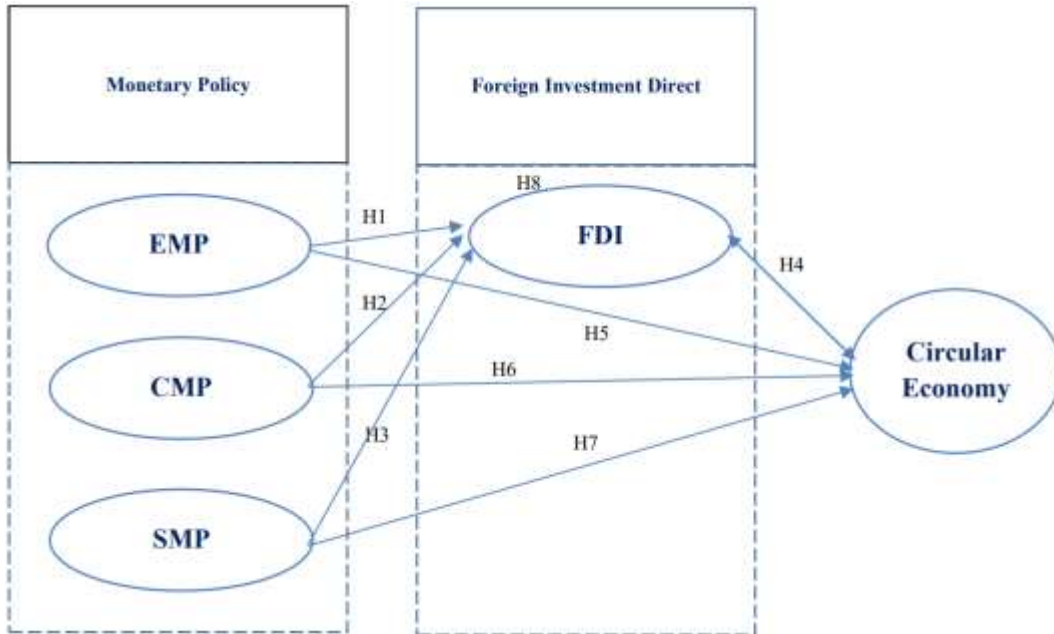 Monetary Policy
Foreign Investment Direct
H8
H1
EMP
FDI
H4
H2
H5
Circular
Economy
CMP
H6
H3
H7
SMP